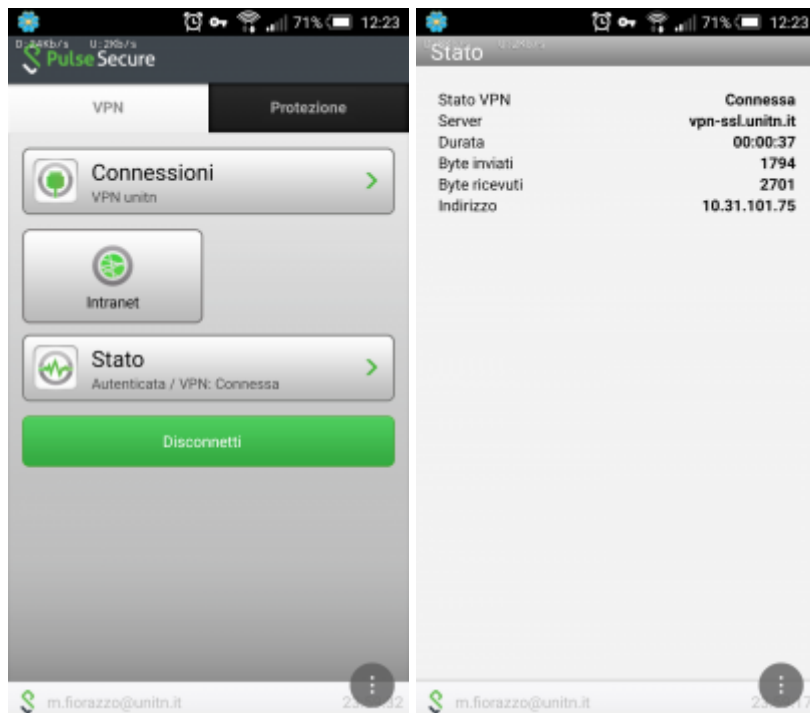 71% 12:23
U:2Kb/s
Pulse Secure
VPN Protezione
Connessioni
VPN unitn
Intranet
Stato
Autenticata / VPN: Connessa
Disconnetti
m.fiorazzo@unitn.it
71% 12:23
Stato
Stato VPN Connessa
Server vpn-ssl.unitn.it
Durata 00:00:37
Byte inviati 1794
Byte ricevuti 2701
Indirizzo 10.31.101.75
m.fiorazzo@unitn.it